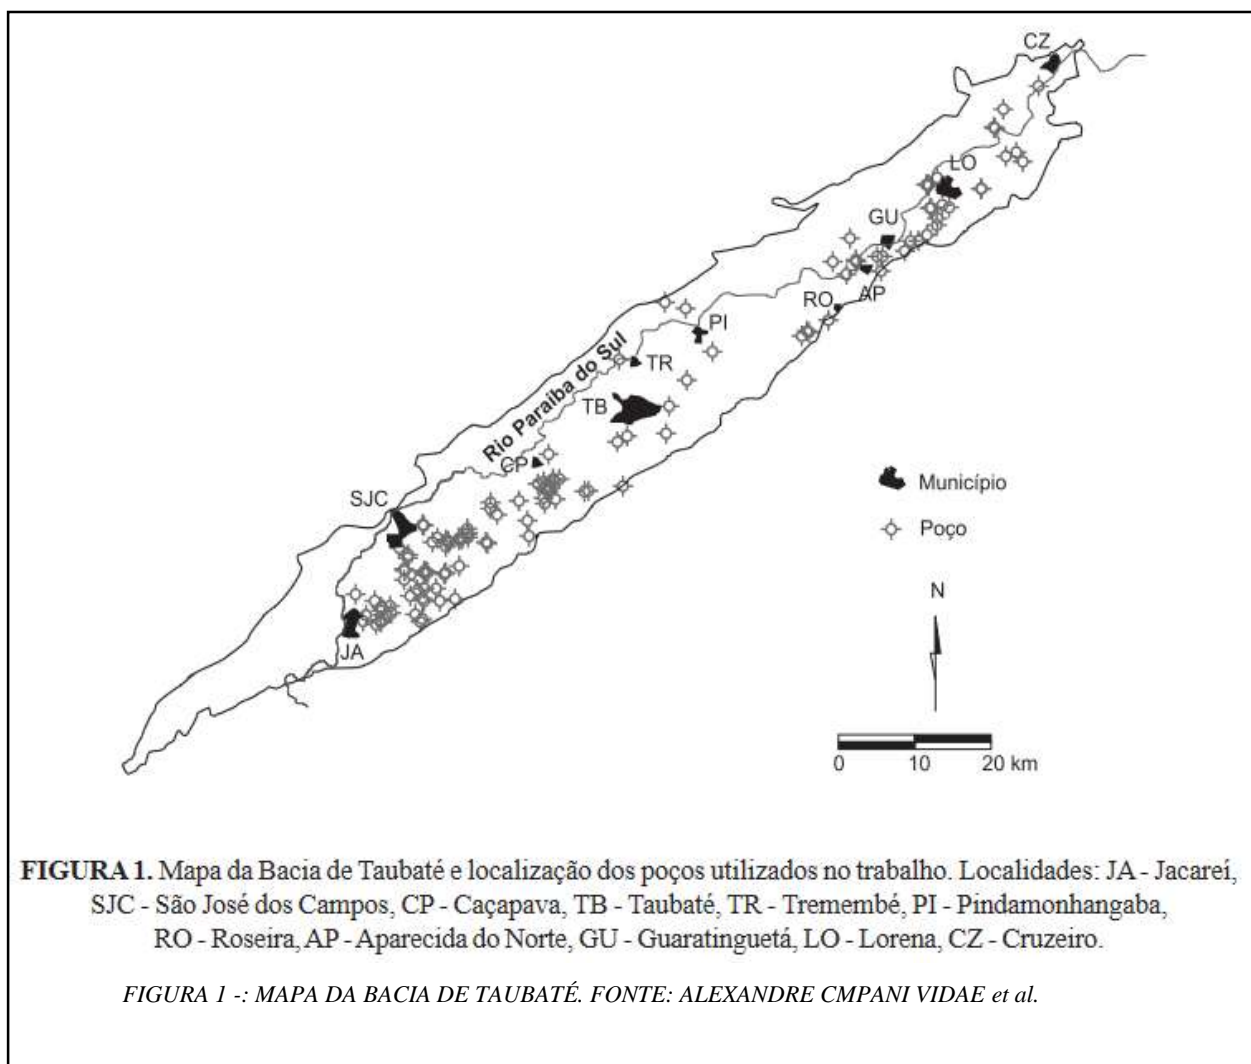 CZ
LO
GU
RO
AP
PI
TR
TB
Rio Paraíba do Sul
CP
SJC
JA
Município
Poço
N
0 10 20 km
FIGURA 1. Mapa da Bacia de Taubaté e localização dos poços utilizados no trabalho. Localidades: JA - Jacareí,
SJC - São José dos Campos, CP - Caçapava, TB - Taubaté, TR - Tremembé, PI - Pindamonhangaba,
RO - Roseira, AP - Aparecida do Norte, GU - Guaratinguetá, LO - Lorena, CZ - Cruzeiro.
FIGURA 1 -: MAPA DA BACIA DE TAUBATÉ. FONTE: ALEXANDRE CMPANI VIDAE et al.